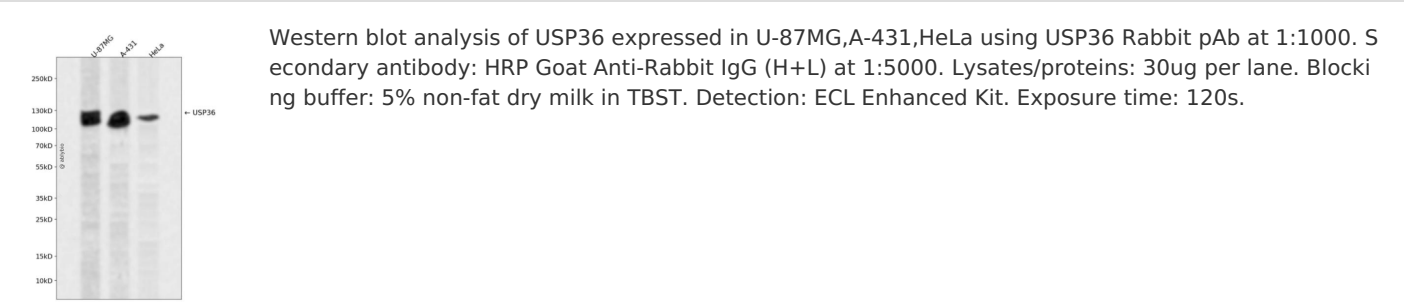 Western blot analysis of USP36 expressed in U-87MG,A-431,HeLa using USP36 Rabbit pAb at 1:1000. S
econdary antibody: HRP Goat Anti-Rabbit IgG (H+L) at 1:5000. Lysates/proteins: 30ug per lane. Blocki
ng buffer: 5% non-fat dry milk in TBST. Detection: ECL Enhanced Kit. Exposure time: 120s.
U-87MG A-431 HeLa
250kD
130kD
← USP36
100kD
70kD
55kD
35kD
25kD
15kD
10kD